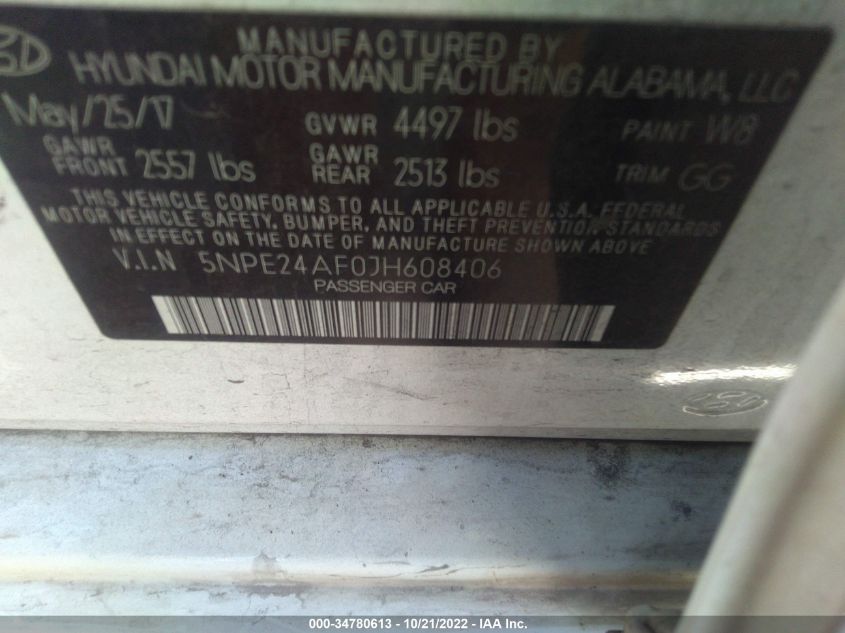 MANUFACTURED BY
HYUNDAI MOTOR MANUFACTURING ALABAMA, LLC
May/25/17 GVWR 4497 lbs PAINT W8
GAWR FRONT 2557 lbs GAWR REAR 2513 lbs TRIM GG
THIS VEHICLE CONFORMS TO ALL APPLICABLE U.S.A. FEDERAL
MOTOR VEHICLE SAFETY, BUMPER, AND THEFT PREVENTION STANDARDS
IN EFFECT ON THE DATE OF MANUFACTURE SHOWN ABOVE.
V.I.N 5NPE24AF0JH608406
PASSENGER CAR
000-34780613 - 10/21/2022 - IAA Inc.